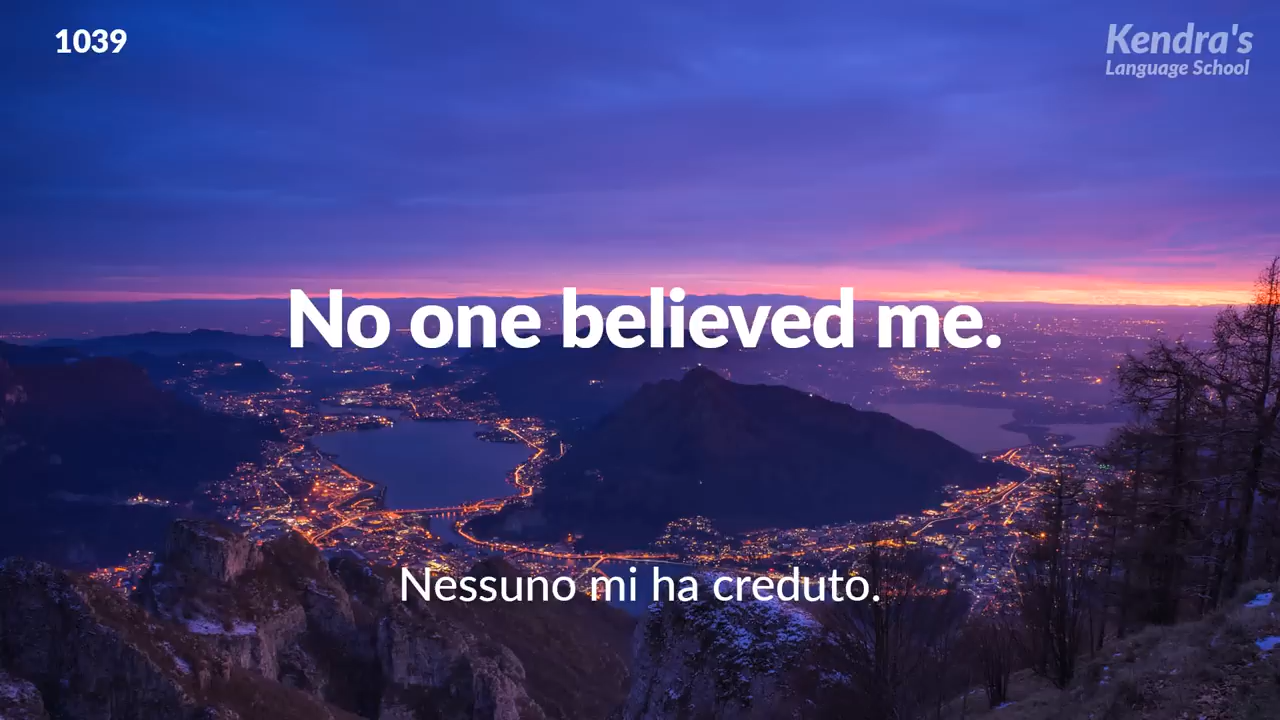 1039
Kendra's
Language School
No one believed me.
Nessuno mi ha creduto.